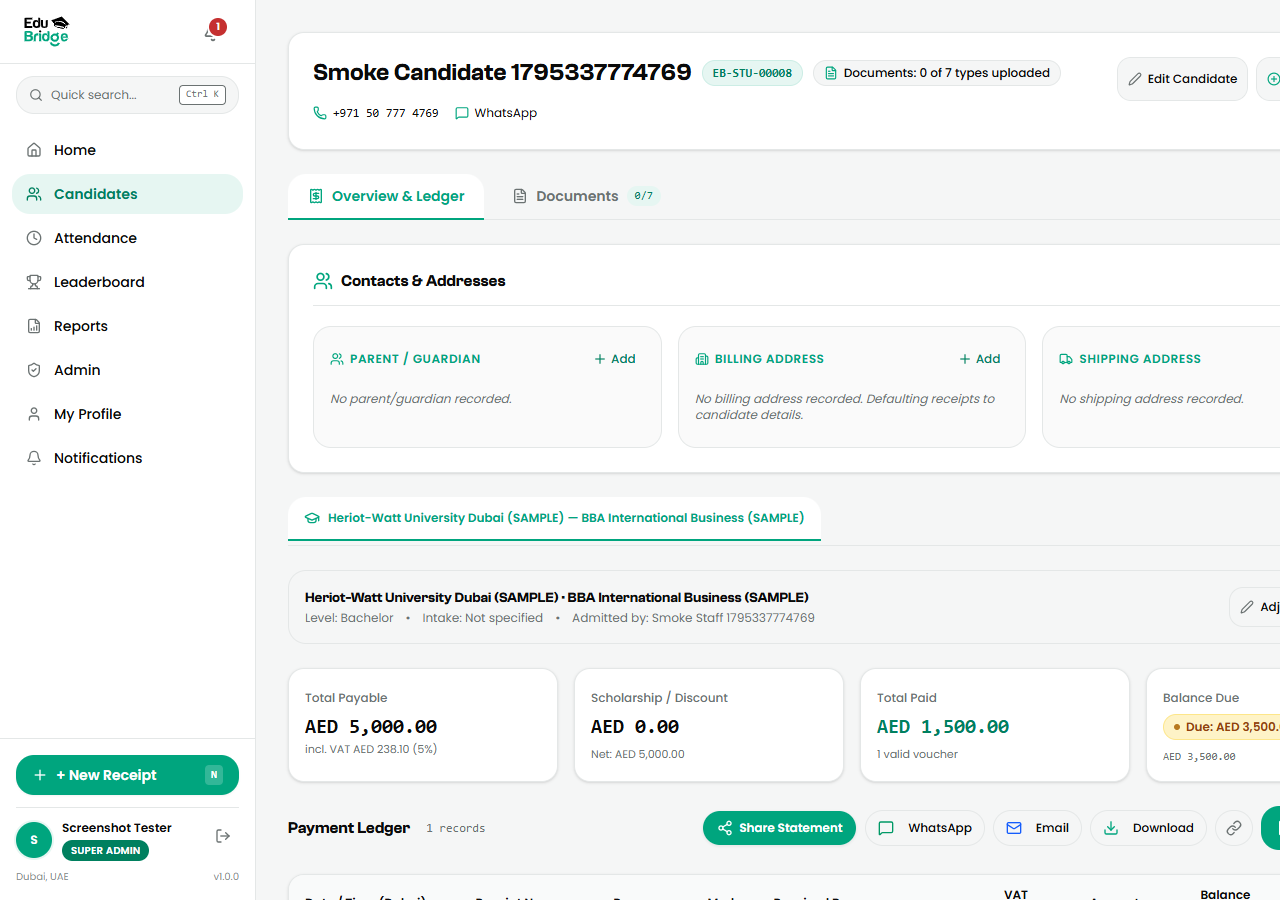 Edu
Bridge
1
Quick search...
Ctrl K
Home
Candidates
Attendance
Leaderboard
Reports
Admin
My Profile
Notifications
+ New Receipt
N
S
Screenshot Tester
SUPER ADMIN
Dubai, UAE
v1.0.0
Smoke Candidate 1795337774769
EB-STU-00008
Documents: 0 of 7 types uploaded
Edit Candidate
+971 50 777 4769
WhatsApp
Overview & Ledger
Documents
0/7
Contacts & Addresses
PARENT / GUARDIAN
Add
No parent/guardian recorded.
BILLING ADDRESS
Add
No billing address recorded. Defaulting receipts to
candidate details.
SHIPPING ADDRESS
No shipping address recorded.
Heriot-Watt University Dubai (SAMPLE) — BBA International Business (SAMPLE)
Heriot-Watt University Dubai (SAMPLE) · BBA International Business (SAMPLE)
Level: Bachelor • Intake: Not specified • Admitted by: Smoke Staff 1795337774769
Adj
Total Payable
AED 5,000.00
incl. VAT AED 238.10 (5%)
Scholarship / Discount
AED 0.00
Net: AED 5,000.00
Total Paid
AED 1,500.00
1 valid voucher
Balance Due
Due: AED 3,500.
AED 3,500.00
Payment Ledger
1 records
Share Statement
WhatsApp
Email
Download
VAT
Balance